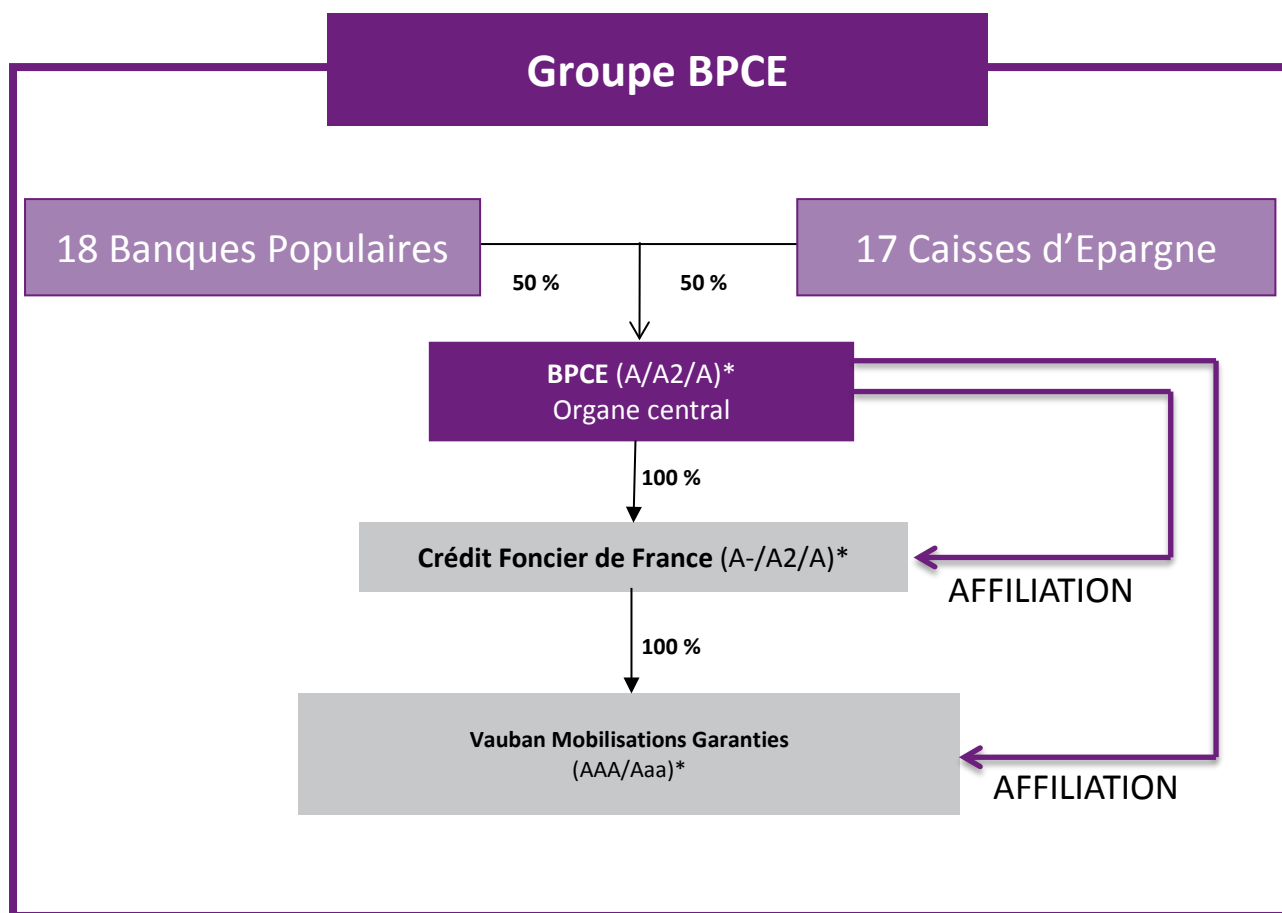 Groupe BPCE
18 Banques Populaires
17 Caisses d’Epargne
50 %
50 %
BPCE (A/A2/A)*
Organe central
100 %
Crédit Foncier de France (A-/A2/A)*
AFFILIATION
100 %
Vauban Mobilisations Garanties
(AAA/Aaa)*
AFFILIATION